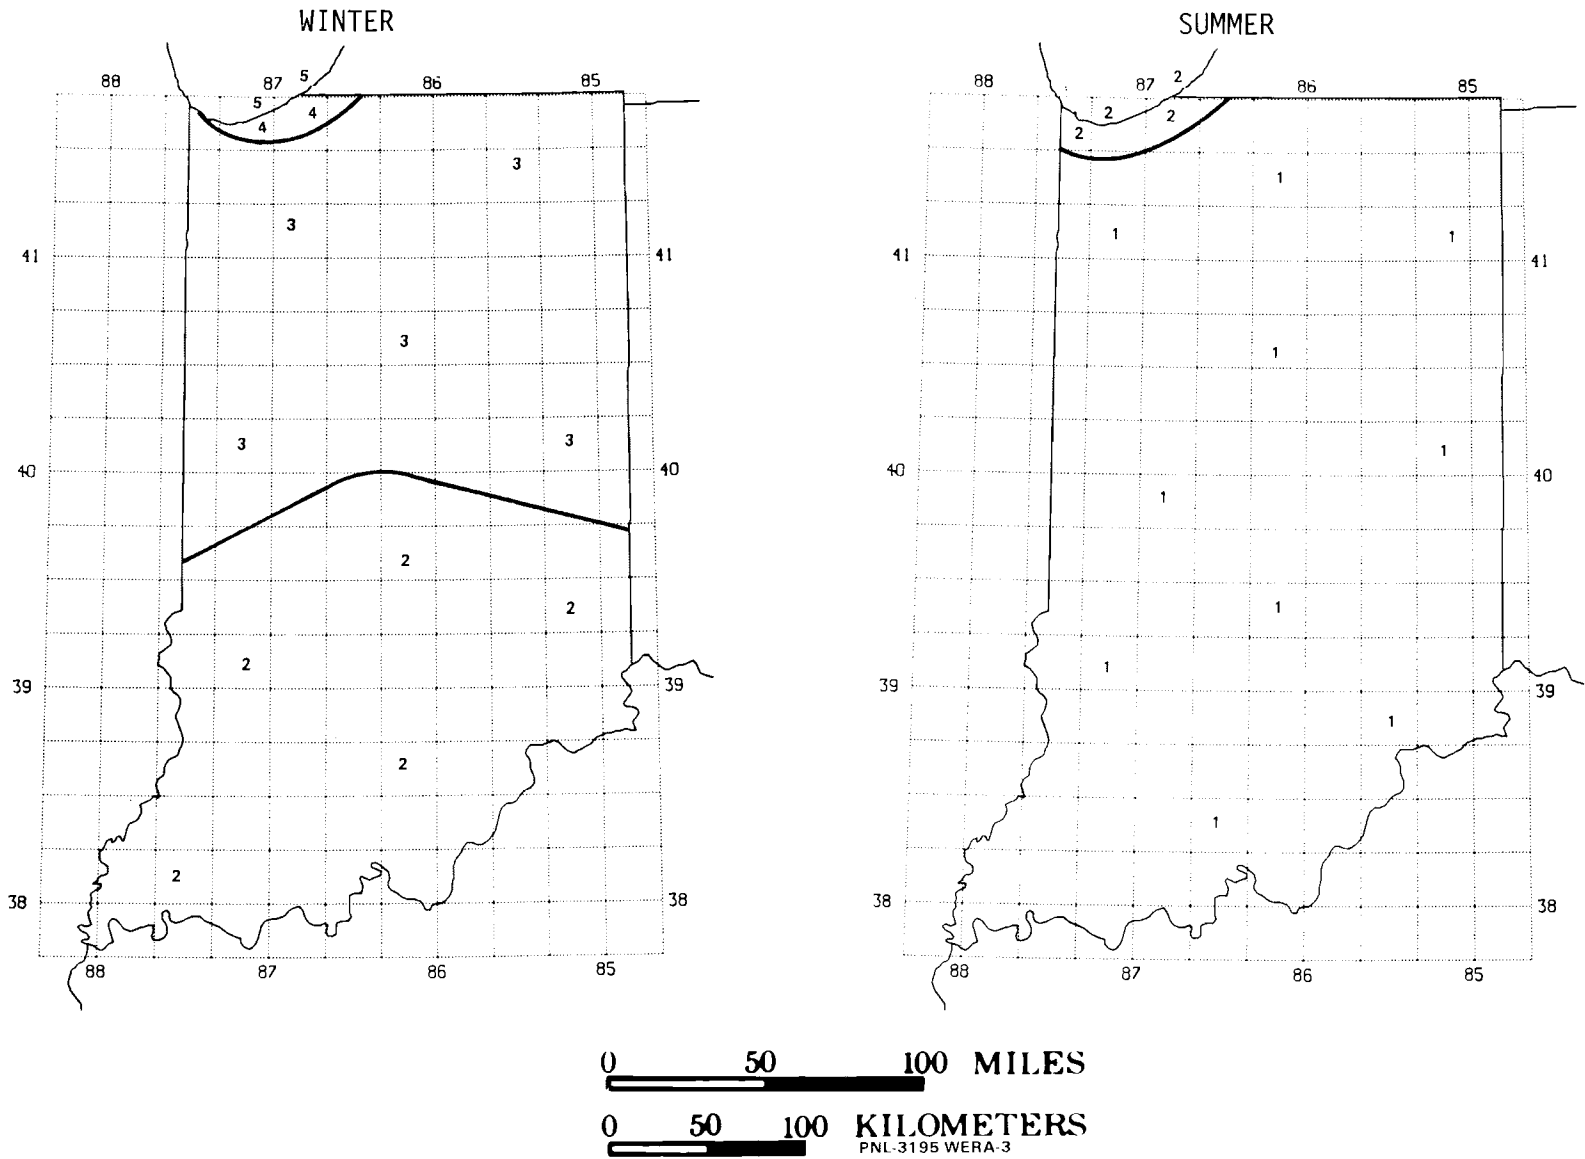 WINTER SUMMER
88 87 5 86 85 88 87 2 86 85
5 4 2 2
4 2
3 1
3 1 1
41 41 41 41
3 1
3 3 1
40 40 40 40
1
2
2 1
2 1
39 39 39 39
1
2
1
2
38 38 38 38
88 87 86 85 88 87 86 85
0 50 100 MILES
0 50 100 KILOMETERS
PNL-3195 WERA-3